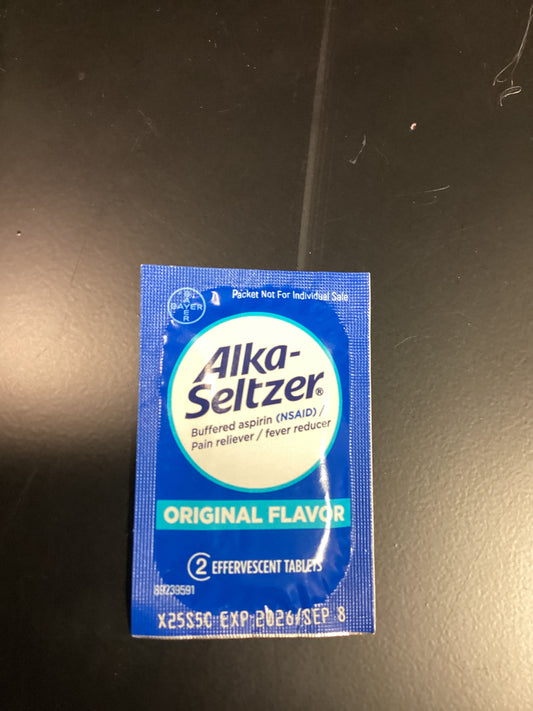 Packet Not For Individual Sale
BAYER
BAYER
Alka-
Seltzer®
Buffered aspirin (NSAID) /
Pain reliever / fever reducer
ORIGINAL FLAVOR
2 EFFERVESCENT TABLETS
89239591
X25S5C EXP 2026/SEP 8